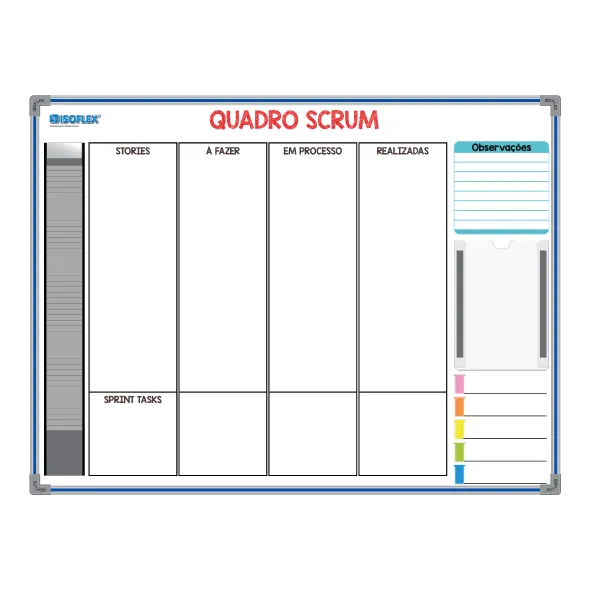 ISOFLEX
QUADRO SCRUM
STORIES
À FAZER
EM PROCESSO
REALIZADAS
Observações
SPRINT TASKS